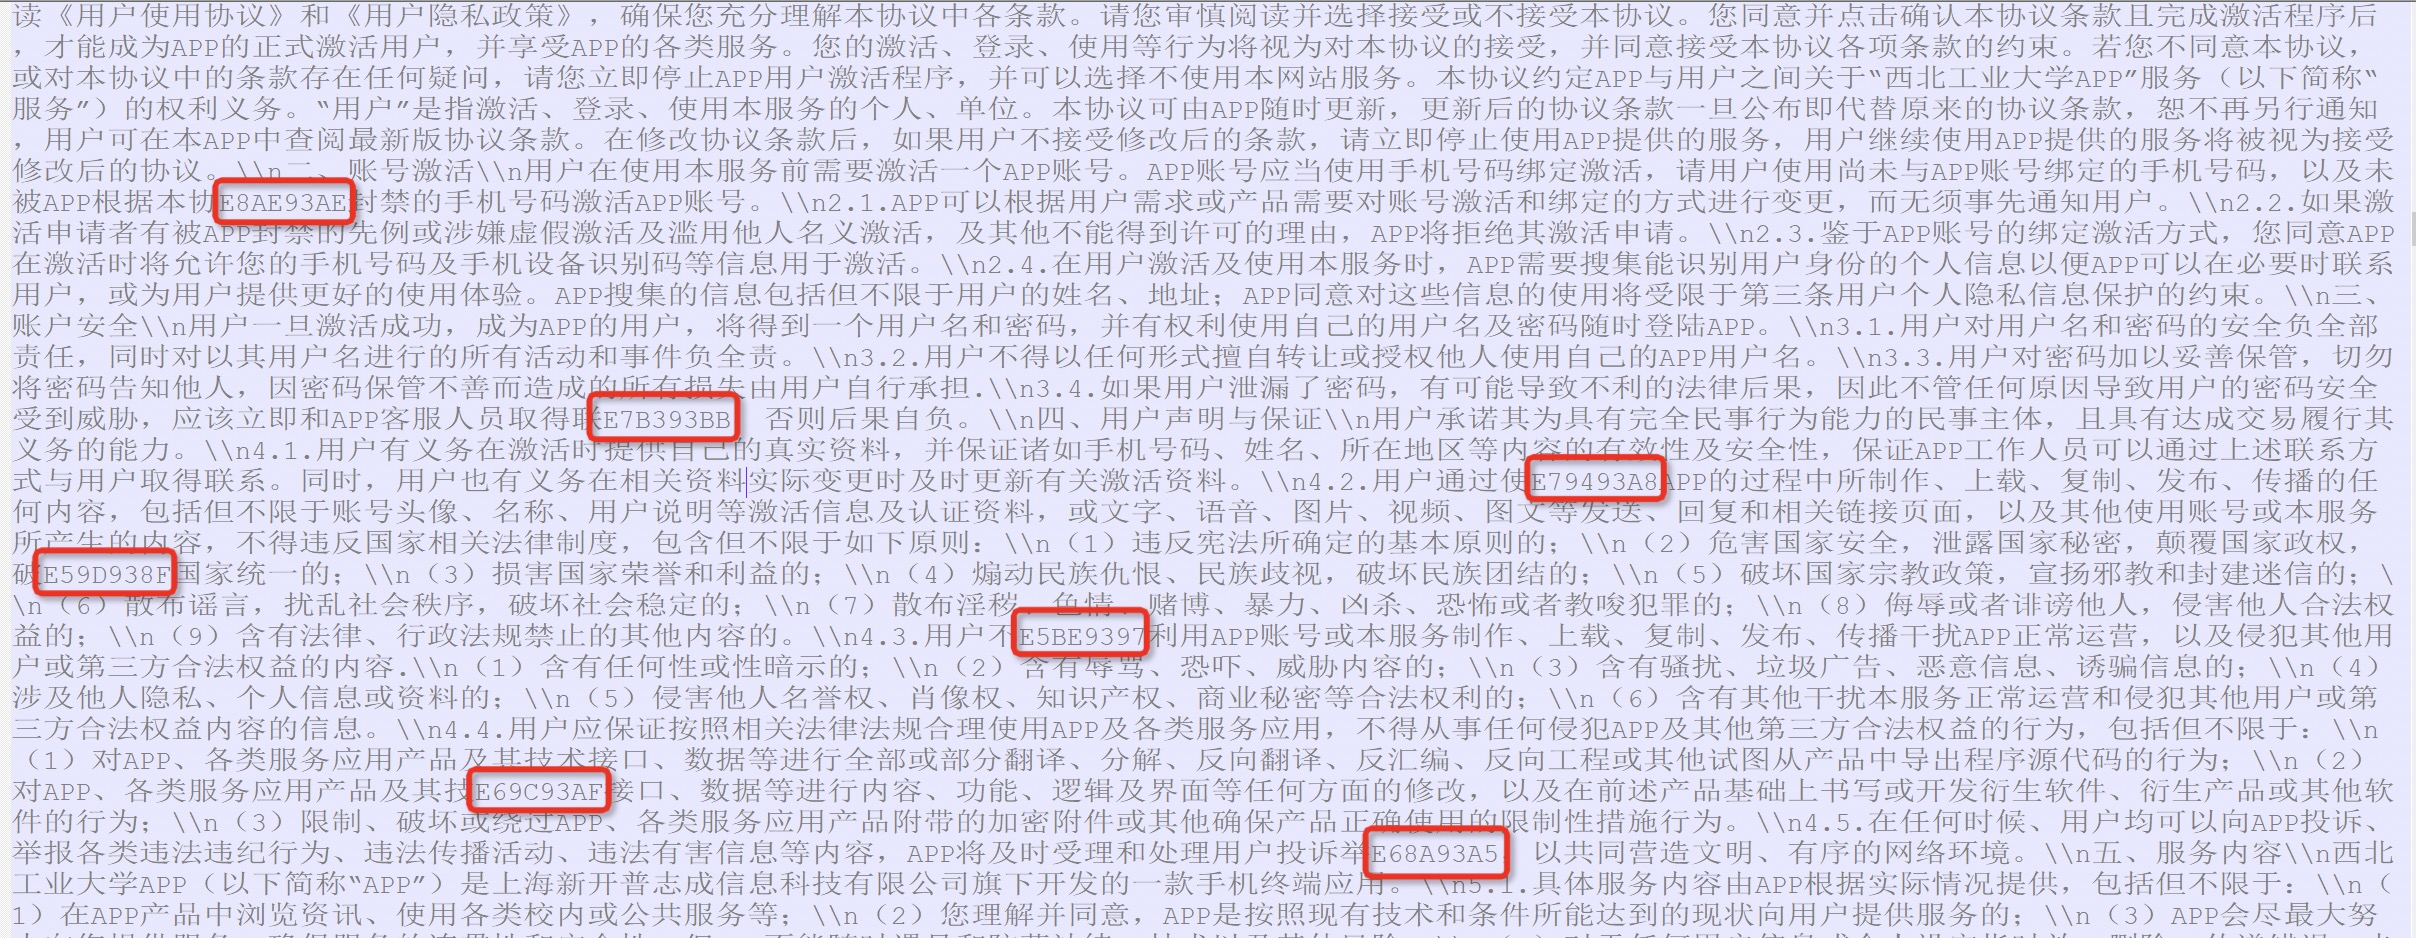 读《用户使用协议》和《用户隐私政策》，确保您充分理解本协议中各条款。请您审慎阅读并选择接受或不接受本协议。您同意并点击确认本协议条款且完成激活程序后
，才能成为APP的正式激活用户，并享受APP的各类服务。您的激活、登录、使用等行为将视为对本协议的接受，并同意接受本协议各项条款的约束。若您不同意本协议，
或对本协议中的条款存在任何疑问，请您立即停止APP用户激活程序，并可以选择不使用本网站服务。本协议约定APP与用户之间关于“西北工业大学APP”服务（以下简称“
服务”）的权利义务。“用户”是指激活、登录、使用本服务的个人、单位。本协议可由APP随时更新，更新后的协议条款一旦公布即代替原来的协议条款，恕不再另行通知
，用户可在本APP中查阅最新版协议条款。在修改协议条款后，如果用户不接受修改后的条款，请立即停止使用APP提供的服务，用户继续使用APP提供的服务将被视为接受
修改后的协议。\\n二、账号激活\\n用户在使用本服务前需要激活一个APP账号。APP账号应当使用手机号码绑定激活，请用户使用尚未与APP账号绑定的手机号码，以及未
被APP根据本协E8AE93AE封禁的手机号码激活APP账号。\\n2.1.APP可以根据用户需求或产品需要对账号激活和绑定的方式进行变更，而无须事先通知用户。\\n2.2.如果激
活申请者有被APP封禁的先例或涉嫌虚假激活及滥用他人名义激活，及其他不能得到许可的理由，APP将拒绝其激活申请。\\n2.3.鉴于APP账号的绑定激活方式，您同意APP
在激活时将允许您的手机号码及手机设备识别码等信息用于激活。\\n2.4.在用户激活及使用本服务时，APP需要搜集能识别用户身份的个人信息以便APP可以在必要时联系
用户，或为用户提供更好的使用体验。APP搜集的信息包括但不限于用户的姓名、地址；APP同意对这些信息的使用将受限于第三条用户个人隐私信息保护的约束。\\n三、
账户安全\\n用户一旦激活成功，成为APP的用户，将得到一个用户名和密码，并有权利使用自己的用户名及密码随时登陆APP。\\n3.1.用户对用户名和密码的安全负全部
责任，同时对以其用户名进行的所有活动和事件负全责。\\n3.2.用户不得以任何形式擅自转让或授权他人使用自己的APP用户名。\\n3.3.用户对密码加以妥善保管，切勿
将密码告知他人，因密码保管不善而造成的所有损失由用户自行承担.\\n3.4.如果用户泄漏了密码，有可能导致不利的法律后果，因此不管任何原因导致用户的密码安全
受到威胁，应该立即和APP客服人员取得联E7B393BB 否则后果自负。\\n四、用户声明与保证\\n用户承诺其为具有完全民事行为能力的民事主体，且具有达成交易履行其
义务的能力。\\n4.1.用户有义务在激活时提供自己的真实资料，并保证诸如手机号码、姓名、所在地区等内容的有效性及安全性，保证APP工作人员可以通过上述联系方
式与用户取得联系。同时，用户也有义务在相关资料实际变更时及时更新有关激活资料。\\n4.2.用户通过使E79493A8APP的过程中所制作、上载、复制、发布、传播的任
何内容，包括但不限于账号头像、名称、用户说明等激活信息及认证资料，或文字、语音、图片、视频、图文等发送、回复和相关链接页面，以及其他使用账号或本服务
所产生的内容，不得违反国家相关法律制度，包含但不限于如下原则：\\n（1）违反宪法所确定的基本原则的；\\n（2）危害国家安全，泄露国家秘密，颠覆国家政权，
破E59D938F国家统一的；\\n（3）损害国家荣誉和利益的；\\n（4）煽动民族仇恨、民族歧视，破坏民族团结的；\\n（5）破坏国家宗教政策，宣扬邪教和封建迷信的；\
\n（6）散布谣言，扰乱社会秩序，破坏社会稳定的；\\n（7）散布淫秽、色情、赌博、暴力、凶杀、恐怖或者教唆犯罪的；\\n（8）侮辱或者诽谤他人，侵害他人合法权
益的；\\n（9）含有法律、行政法规禁止的其他内容的。\\n4.3.用户不E5BE9397利用APP账号或本服务制作、上载、复制、发布、传播干扰APP正常运营，以及侵犯其他用
户或第三方合法权益的内容.\\n（1）含有任何性或性暗示的；\\n（2）含有辱骂、恐吓、威胁内容的；\\n（3）含有骚扰、垃圾广告、恶意信息、诱骗信息的；\\n（4）
涉及他人隐私、个人信息或资料的；\\n（5）侵害他人名誉权、肖像权、知识产权、商业秘密等合法权利的；\\n（6）含有其他干扰本服务正常运营和侵犯其他用户或第
三方合法权益内容的信息。\\n4.4.用户应保证按照相关法律法规合理使用APP及各类服务应用，不得从事任何侵犯APP及其他第三方合法权益的行为，包括但不限于：\\n
（1）对APP、各类服务应用产品及其技术接口、数据等进行全部或部分翻译、分解、反向翻译、反汇编、反向工程或其他试图从产品中导出程序源代码的行为；\\n（2）
对APP、各类服务应用产品及其技E69C93AF接口、数据等进行内容、功能、逻辑及界面等任何方面的修改，以及在前述产品基础上书写或开发衍生软件、衍生产品或其他软
件的行为；\\n（3）限制、破坏或绕过APP、各类服务应用产品附带的加密附件或其他确保产品正确使用的限制性措施行为。\\n4.5.在任何时候、用户均可以向APP投诉、
举报各类违法违纪行为、违法传播活动、违法有害信息等内容，APP将及时受理和处理用户投诉举E68A93A5 以共同营造文明、有序的网络环境。\\n五、服务内容\\n西北
工业大学APP（以下简称“APP”）是上海新开普志成信息科技有限公司旗下开发的一款手机终端应用。\\n5.1.具体服务内容由APP根据实际情况提供，包括但不限于：\\n（
1）在APP产品中浏览资讯、使用各类校内或公共服务等；\\n（2）您理解并同意，APP是按照现有技术和条件所能达到的现状向用户提供服务的；\\n（3）APP会尽最大努